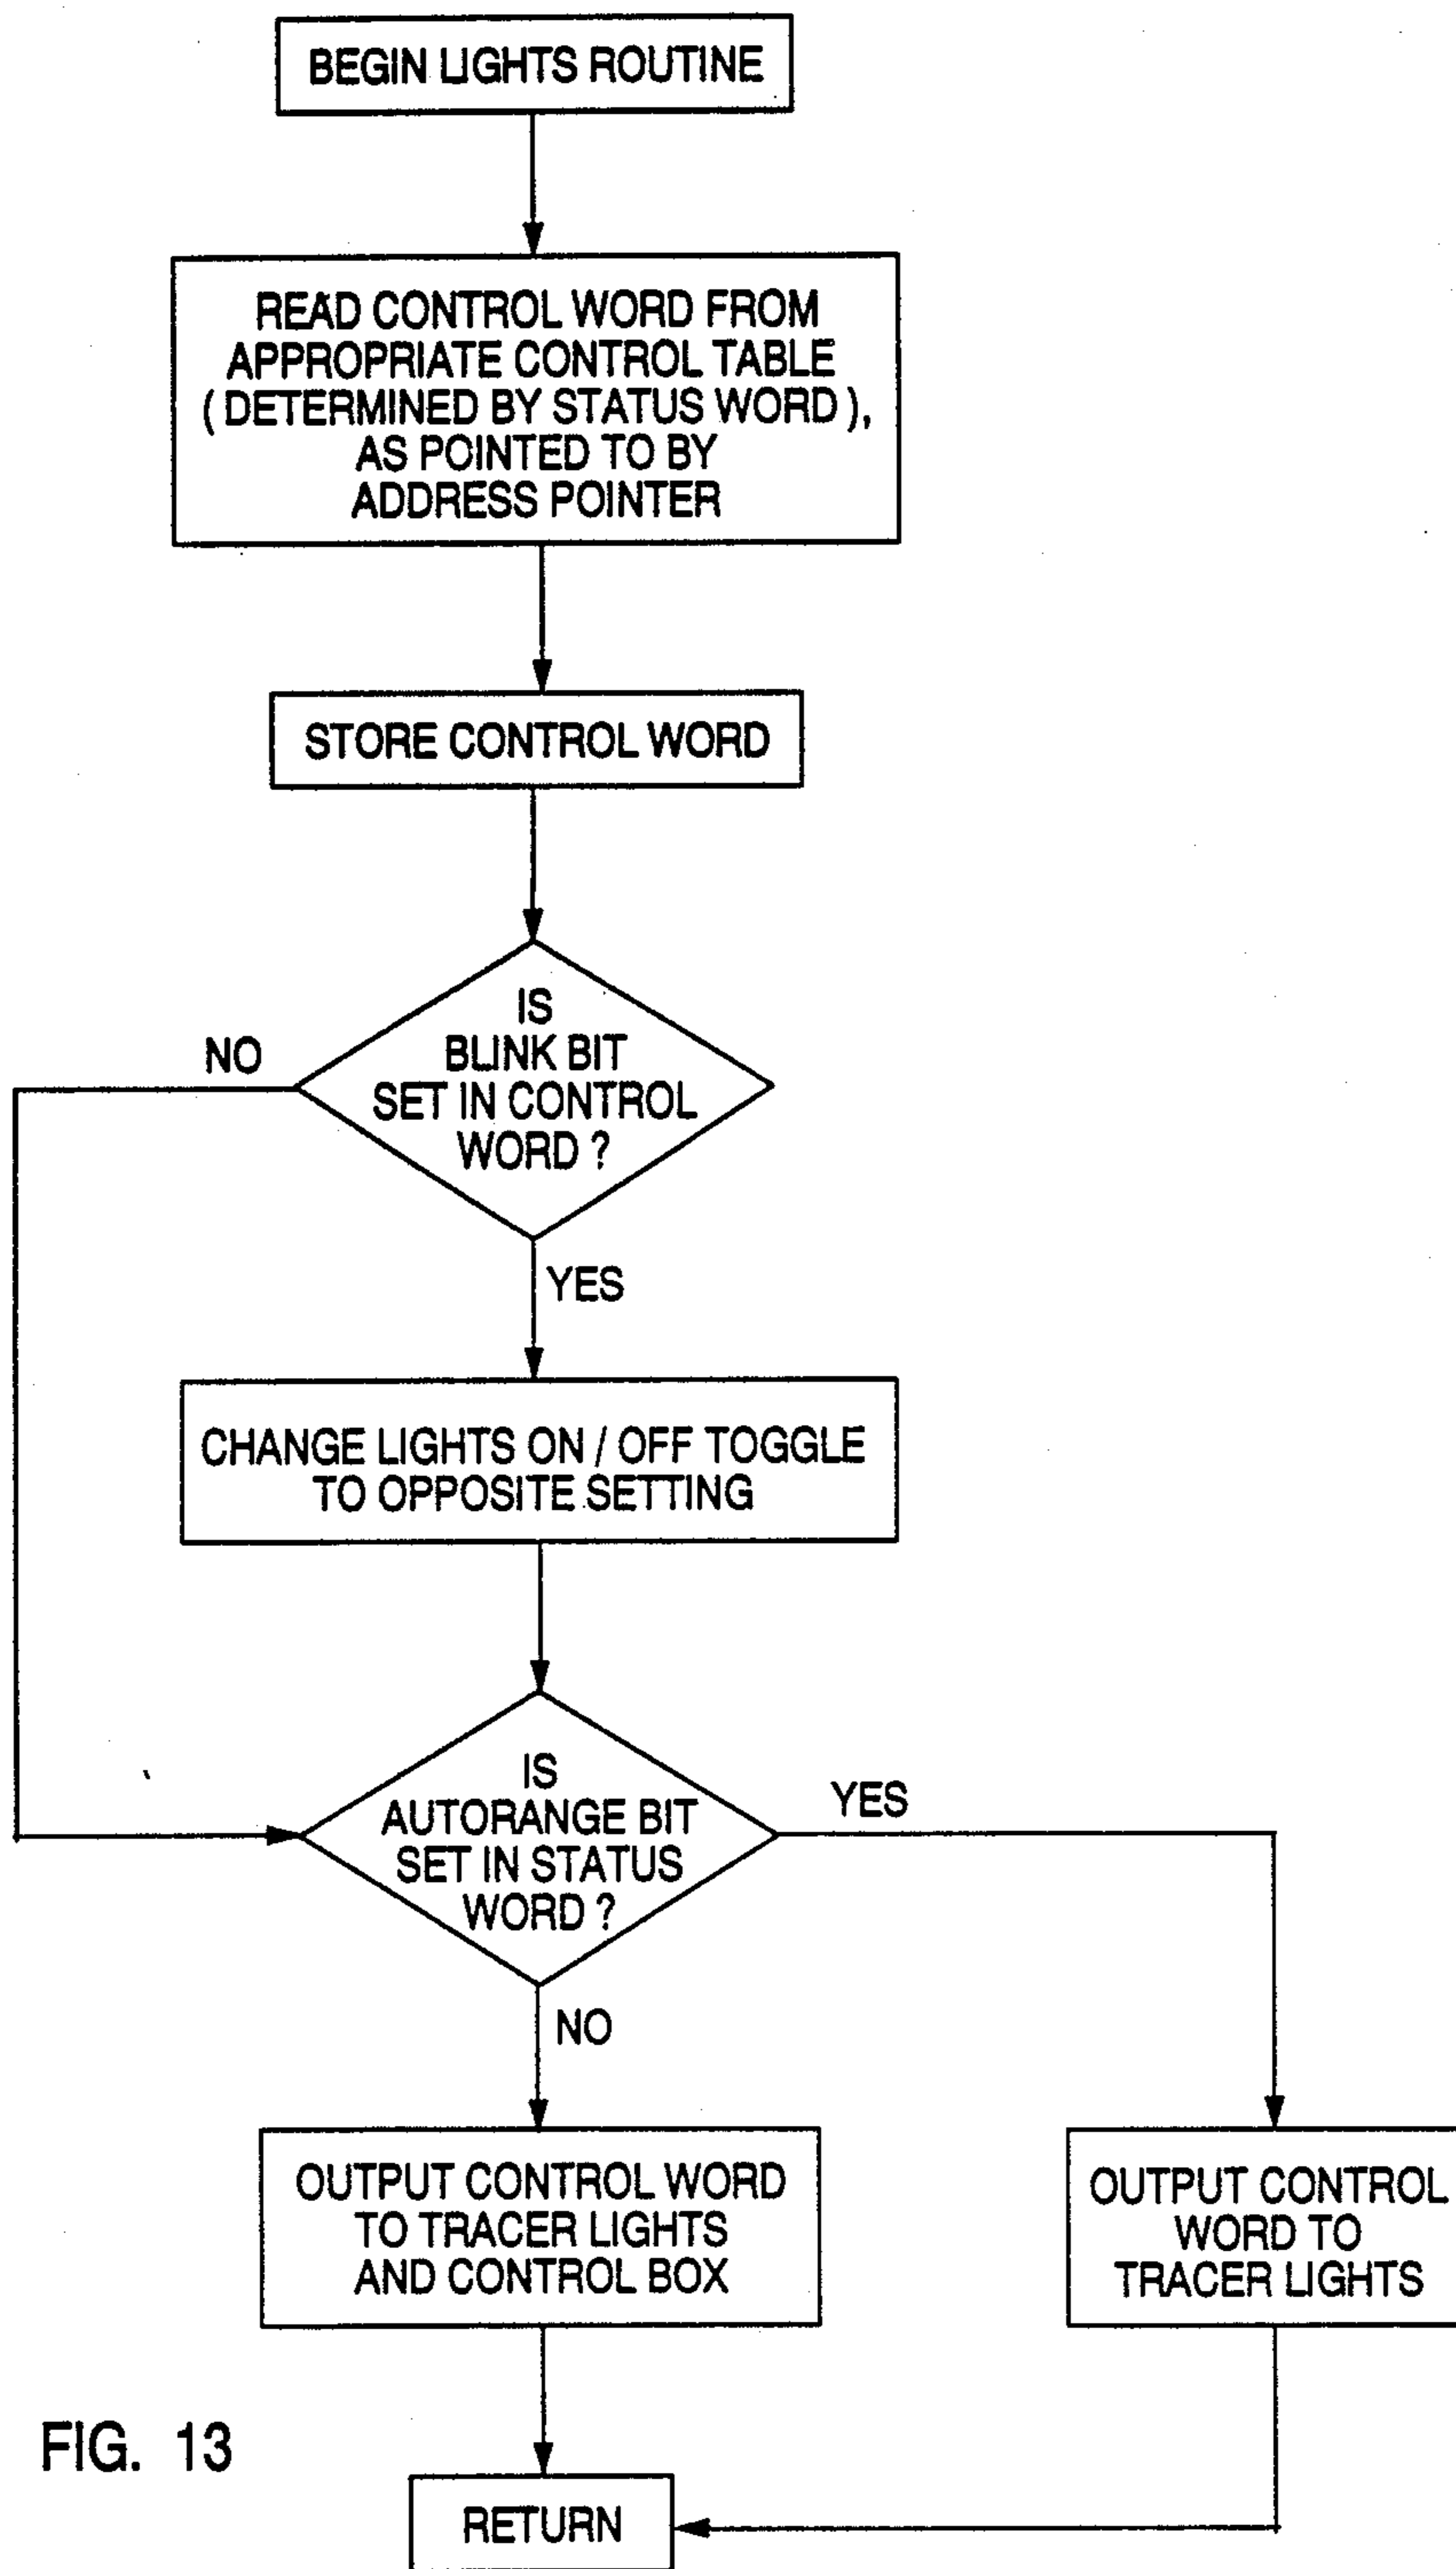 BEGIN LIGHTS ROUTINE
READ CONTROL WORD FROM
APPROPRIATE CONTROL TABLE
( DETERMINED BY STATUS WORD ),
AS POINTED TO BY
ADDRESS POINTER
STORE CONTROL WORD
IS
BLINK BIT
SET IN CONTROL
WORD ?
NO
YES
CHANGE LIGHTS ON / OFF TOGGLE
TO OPPOSITE SETTING
IS
AUTORANGE BIT
SET IN STATUS
WORD ?
YES
NO
OUTPUT CONTROL WORD
TO TRACER LIGHTS
AND CONTROL BOX
OUTPUT CONTROL
WORD TO
TRACER LIGHTS
RETURN
FIG. 13